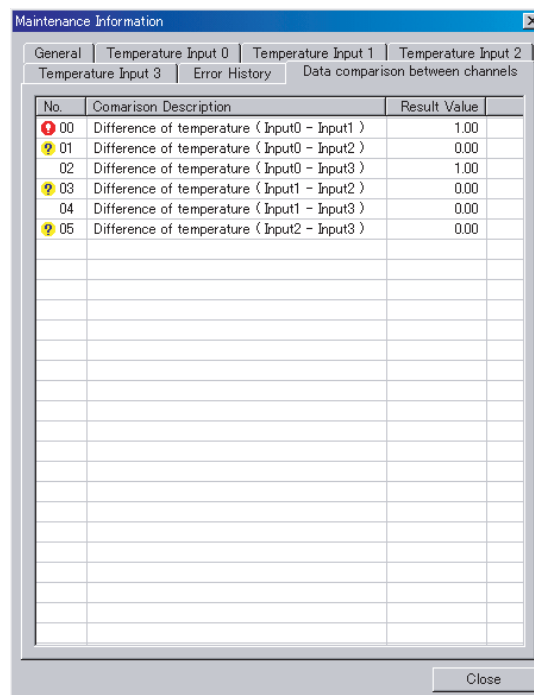 Maintenance Information
General Temperature Input 0 Temperature Input 1 Temperature Input 2
Temperature Input 3 Error History Data comparison between channels
No. Comarison Description Result Value
00 Difference of temperature ( Input0 - Input1 ) 1.00
01 Difference of temperature ( Input0 - Input2 ) 0.00
02 Difference of temperature ( Input0 - Input3 ) 1.00
03 Difference of temperature ( Input1 - Input2 ) 0.00
04 Difference of temperature ( Input1 - Input3 ) 0.00
05 Difference of temperature ( Input2 - Input3 ) 0.00
Close